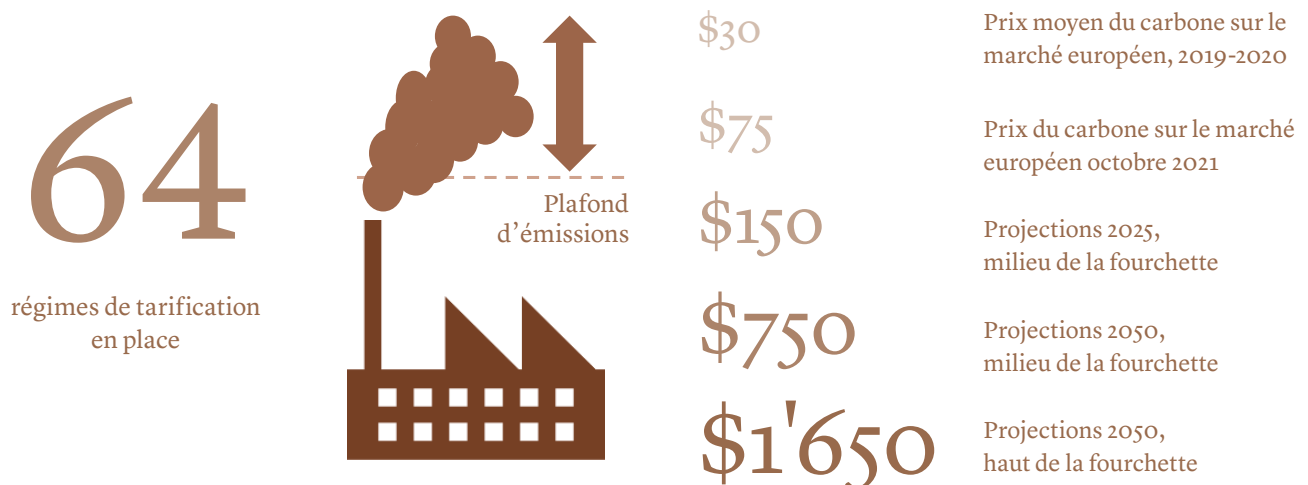 64
régimes de tarification
en place
Plafond
d’émissions
$30
Prix moyen du carbone sur le
marché européen, 2019-2020
$75
Prix du carbone sur le marché
européen octobre 2021
$150
Projections 2025,
milieu de la fourchette
$750
Projections 2050,
milieu de la fourchette
$1'650
Projections 2050,
haut de la fourchette